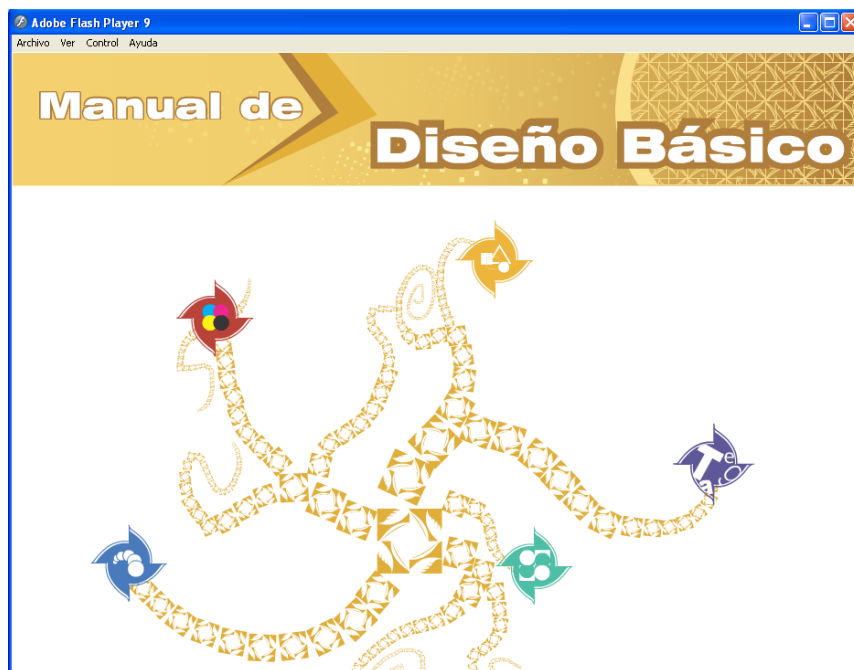 Adobe Flash Player 9
Archivo Ver Control Ayuda
Manual de
Diseño Básico
T e